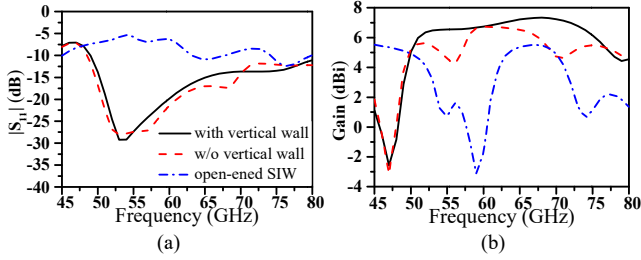 0
-5
-10
-15
-20
-25
-30
-35
-40
|S11| (dB)
with vertical wall
w/o vertical wall
open-ened SIW
45 50 55 60 65 70 75 80
Frequency (GHz)
(a)
8
6
4
2
0
-2
-4
Gain (dBi)
45 50 55 60 65 70 75 80
Frequency (GHz)
(b)